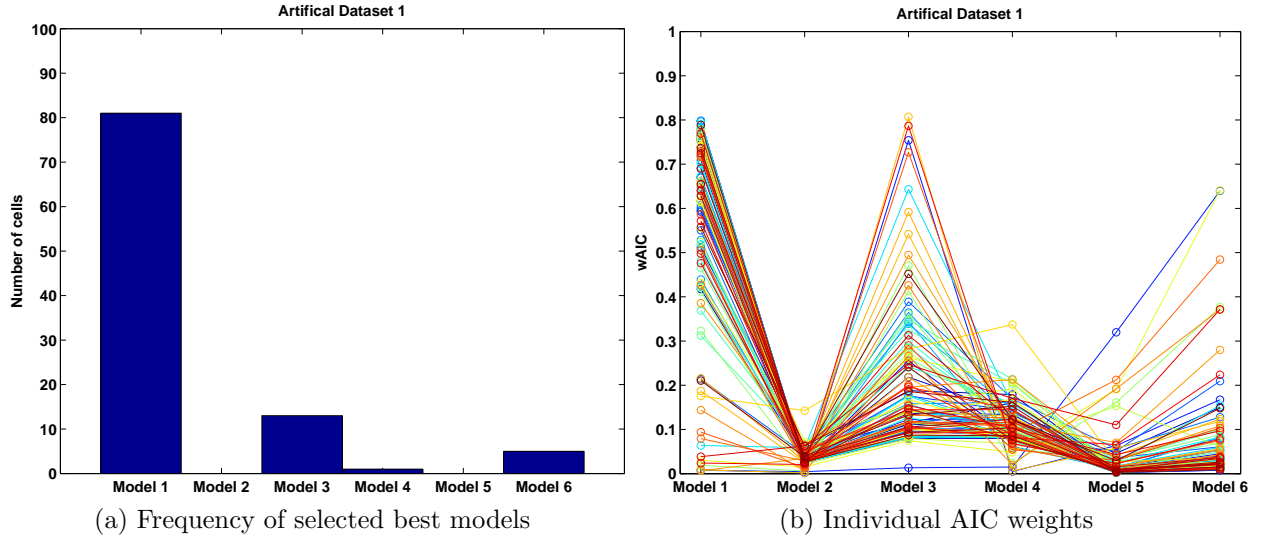 Artifical Dataset 1
100
90
80
70
60
50
40
30
20
10
0
Number of cells
Model 1 Model 2 Model 3 Model 4 Model 5 Model 6
(a) Frequency of selected best models
Artifical Dataset 1
1
0.9
0.8
0.7
0.6
0.5
0.4
0.3
0.2
0.1
0
wAIC
Model 1 Model 2 Model 3 Model 4 Model 5 Model 6
(b) Individual AIC weights